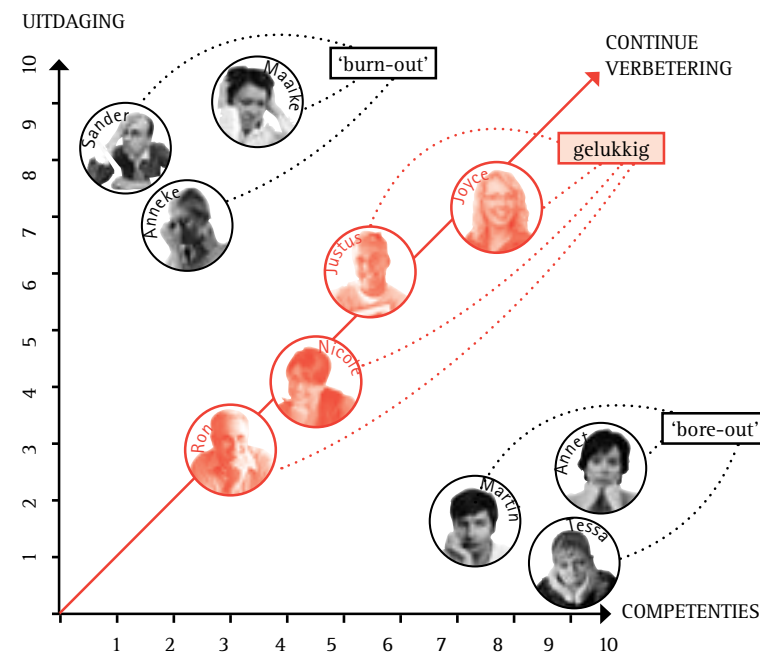 UITDAGING
CONTINUE
VERBETERING
'burn-out'
gelukkig
'bore-out'
Sander
Maaike
Anneke
Joyce
Justus
Nicole
Ron
Annet
Martin
Tessa
10
9
8
7
6
5
4
3
2
1
COMPETENTIES
1 2 3 4 5 6 7 8 9 10